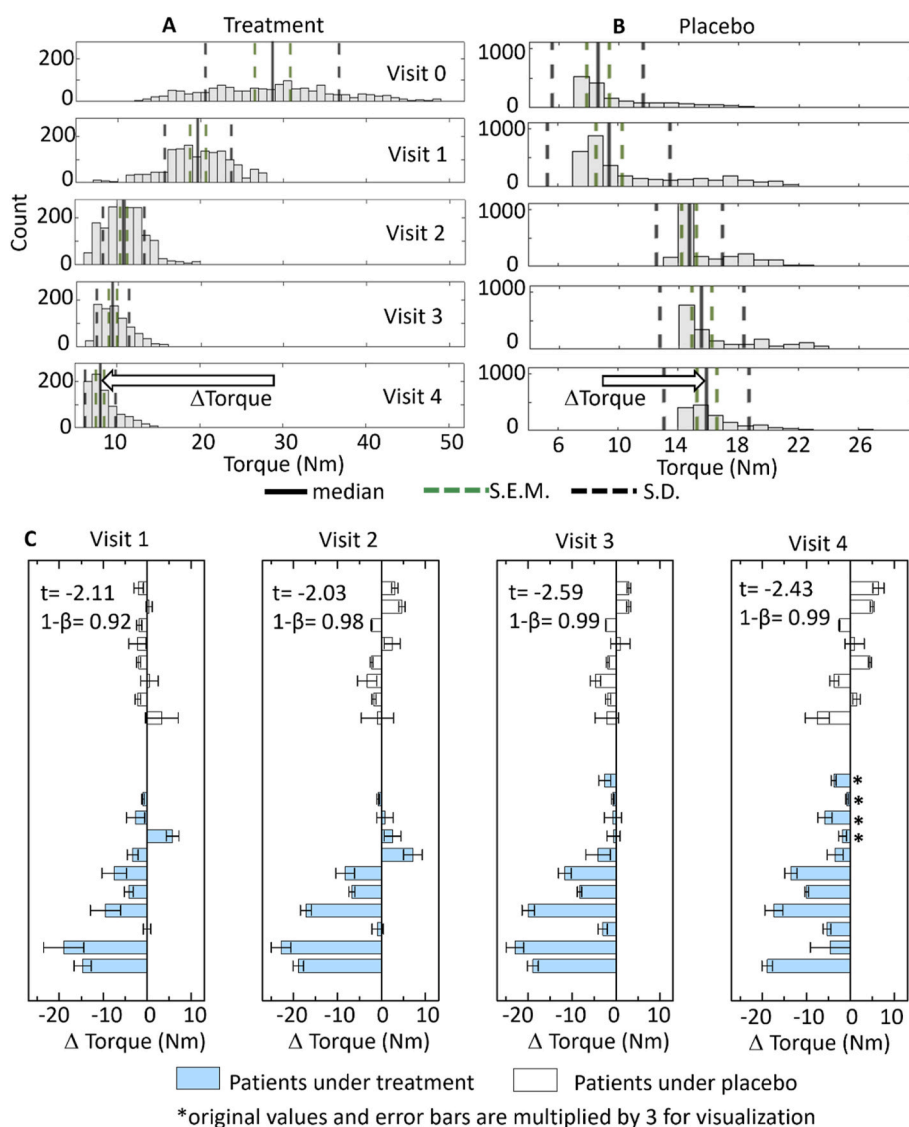 A Treatment
B Placebo
200
0
Visit 0
1000
0
200
0
Visit 1
1000
0
Count
200
0
Visit 2
1000
0
200
0
Visit 3
1000
0
200
0
ΔTorque
Visit 4
1000
0
ΔTorque
10 20 30 40 50
6 10 14 18 22 26
Torque (Nm)
Torque (Nm)
median S.E.M. S.D.
C Visit 1 Visit 2 Visit 3 Visit 4
t= -2.11
1-β= 0.92
t= -2.03
1-β= 0.98
t= -2.59
1-β= 0.99
t= -2.43
1-β= 0.99
*
*
*
*
-20 -10 0 10
-20 -10 0 10
-20 -10 0 10
-20 -10 0 10
Δ Torque (Nm)
Δ Torque (Nm)
Δ Torque (Nm)
Δ Torque (Nm)
Patients under treatment
Patients under placebo
*original values and error bars are multiplied by 3 for visualization